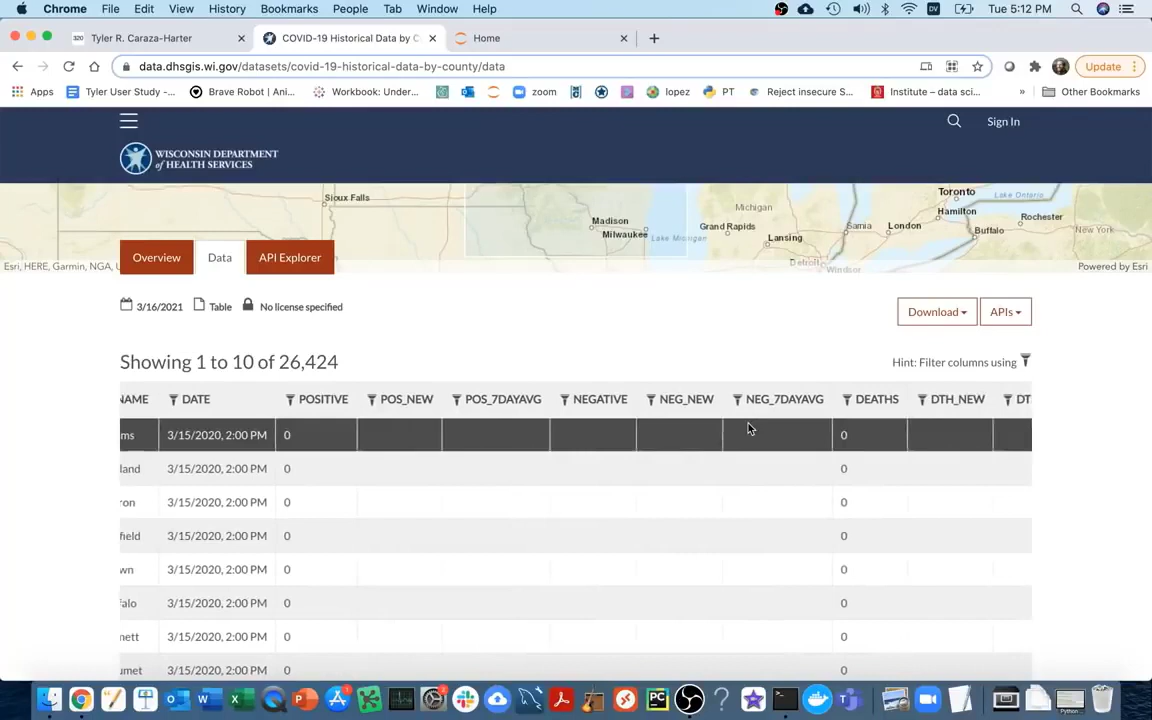 Chrome File Edit View History Bookmarks People Tab Window Help Tue 5:12 PM
Tyler R. Caraza-Harter COVID-19 Historical Data by C Home
data.dhsgis.wi.gov/datasets/covid-19-historical-data-by-county/data Update
Apps Tyler User Study -... Brave Robot | Ani... Workbook: Under... zoom lopez PT Reject insecure S... Institute – data sci... » Other Bookmarks
Sign In
WISCONSIN DEPARTMENT
of HEALTH SERVICES
Sioux Falls Madison Milwaukee Michigan Grand Rapids Lansing Lake Michigan Detroit Windsor Sarnia London Toronto Hamilton Lake Ontario Rochester Buffalo New York
Esri, HERE, Garmin, NGA, U Powered by Esri
Overview Data API Explorer
3/16/2021 Table No license specified
Download APIs
Showing 1 to 10 of 26,424
Hint: Filter columns using
NAME DATE POSITIVE POS_NEW POS_7DAYAVG NEGATIVE NEG_NEW NEG_7DAYAVG DEATHS DTH_NEW DT
ms 3/15/2020, 2:00 PM 0 0
land 3/15/2020, 2:00 PM 0 0
ron 3/15/2020, 2:00 PM 0 0
field 3/15/2020, 2:00 PM 0 0
wn 3/15/2020, 2:00 PM 0 0
falo 3/15/2020, 2:00 PM 0 0
nett 3/15/2020, 2:00 PM 0 0
umet 3/15/2020, 2:00 PM 0 0